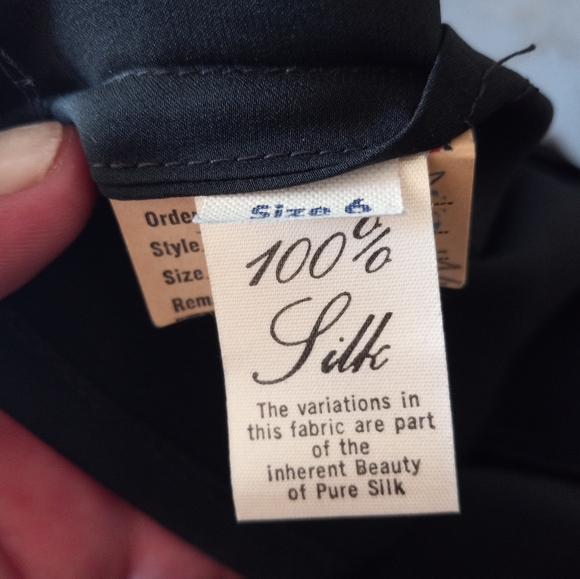 Size 6
Order
Style
Size
Rem
100%
Silk
The variations in
this fabric are part
of the
inherent Beauty
of Pure Silk